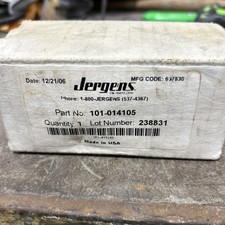 Date: 12/21/06
MFG CODE: 697830
Jergens
Phone: 1-800-JERGENS (537-4367)
Part No: 101-014105
Quantity: 1 Lot Number: 238831
Made in USA